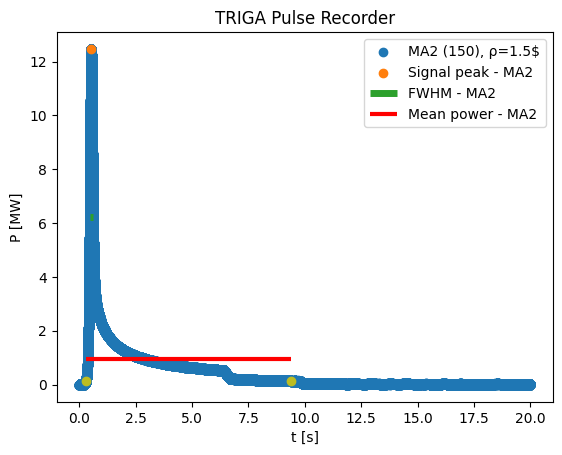 TRIGA Pulse Recorder
MA2 (150), ρ=1.5$
Signal peak - MA2
FWHM - MA2
Mean power - MA2
P [MW]
12
10
8
6
4
2
0
0.0 2.5 5.0 7.5 10.0 12.5 15.0 17.5 20.0
t [s]